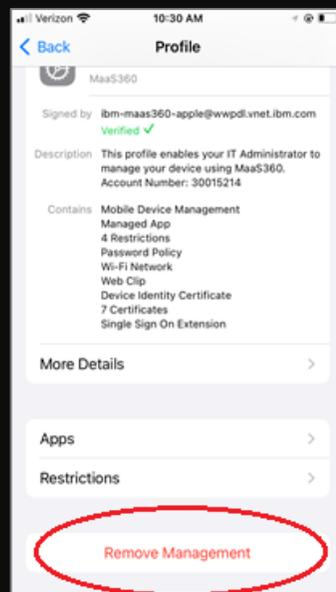 Verizon 10:30 AM
Back Profile
MaaS360
Signed by ibm-maas360-apple@wwpdl.vnet.ibm.com
Verified ✓
Description This profile enables your IT Administrator to
manage your device using MaaS360.
Account Number: 30015214
Contains Mobile Device Management
Managed App
4 Restrictions
Password Policy
Wi-Fi Network
Web Clip
Device Identity Certificate
7 Certificates
Single Sign On Extension
More Details
Apps
Restrictions
Remove Management